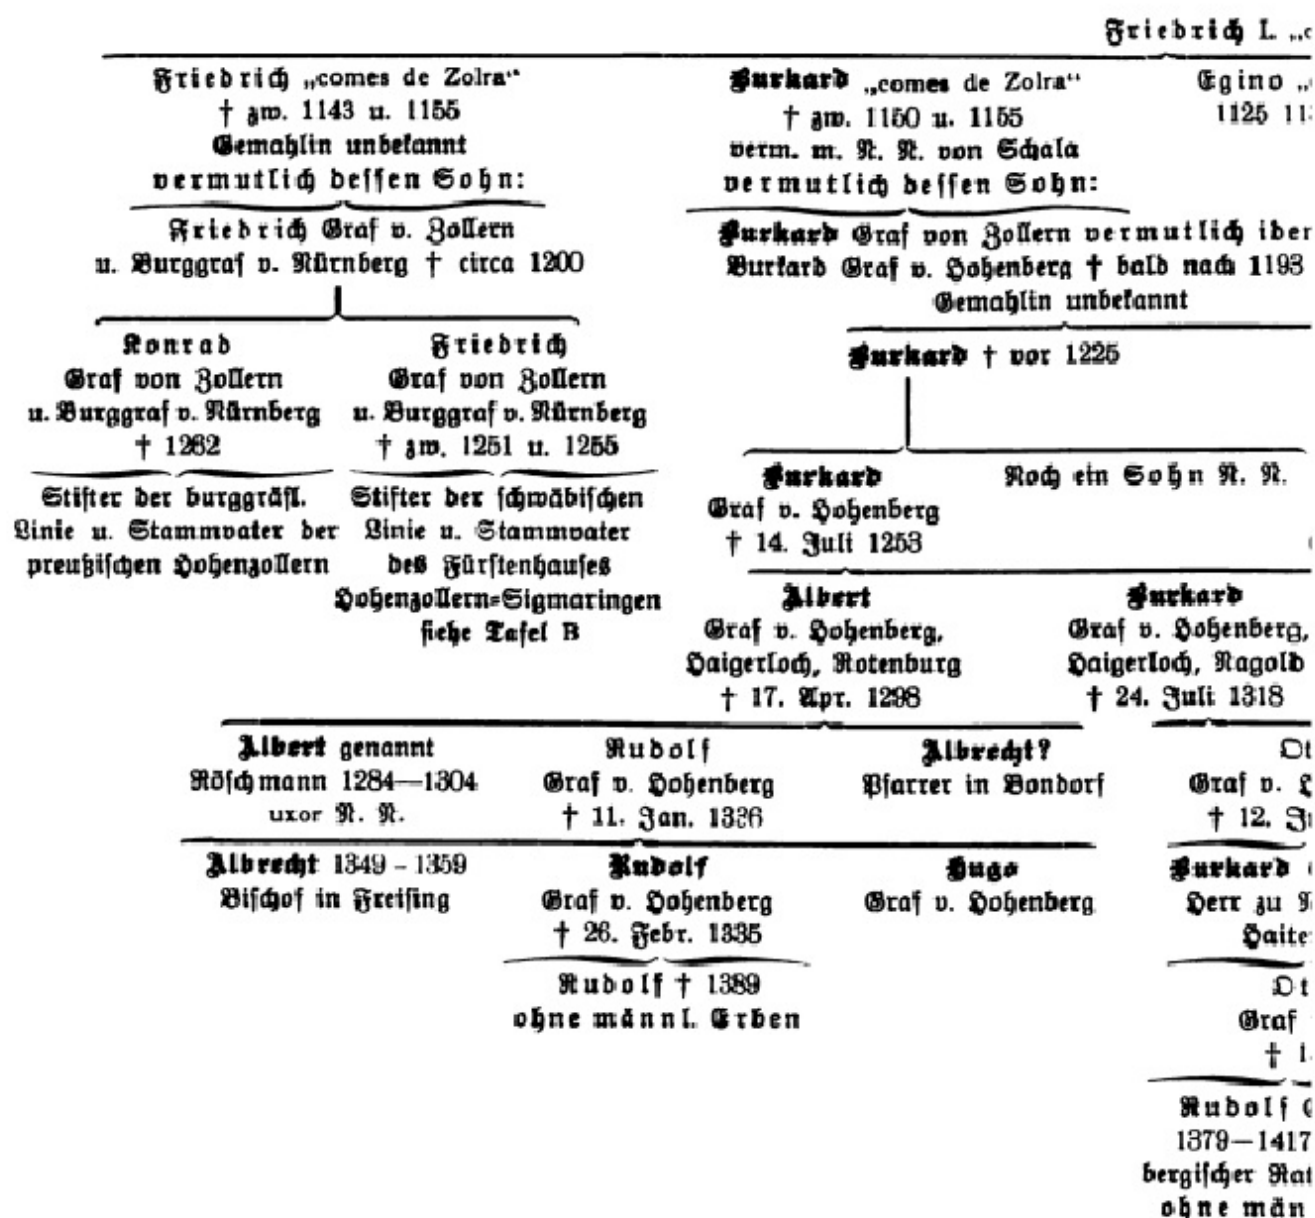 Friedrich I. „c
Friedrich „comes de Zolra“
† zw. 1143 u. 1155
Gemahlin unbekannt
vermutlich dessen Sohn:
Burkard „comes de Zolra“
† zw. 1150 u. 1155
verm. m. N. N. von Schala
vermutlich dessen Sohn:
Egino „
1125 11
Friedrich Graf v. Zollern
u. Burggraf v. Nürnberg † circa 1200
Burkard Graf von Zollern vermutlich iden
Burkard Graf v. Hohenberg † bald nach 1193
Gemahlin unbekannt
Konrad
Graf von Zollern
u. Burggraf v. Nürnberg
† 1262
Friedrich
Graf von Zollern
u. Burggraf v. Nürnberg
† zw. 1251 u. 1255
Burkard † vor 1225
Stifter der burggräfl.
Linie u. Stammvater der
preußischen Hohenzollern
Stifter der schwäbischen
Linie u. Stammvater
des Fürstenhauses
Hohenzollern=Sigmaringen
siehe Tafel B
Burkard
Graf v. Hohenberg
† 14. Juli 1253
Noch ein Sohn N. N.
Albert
Graf v. Hohenberg,
Haigerloch, Rotenburg
† 17. Apr. 1298
Burkard
Graf v. Hohenberg,
Haigerloch, Nagold
† 24. Juli 1318
Albert genannt
Röschmann 1284—1304
uxor N. N.
Rudolf
Graf v. Hohenberg
† 11. Jan. 1336
Albrecht?
Pfarrer in Bondorf
Ot
Graf v. H
† 12. Ju
Albrecht 1349 – 1359
Bischof in Freising
Rudolf
Graf v. Hohenberg
† 26. Febr. 1335
Hugo
Graf v. Hohenberg
Burkard
Herr zu N
Haite
Rudolf † 1389
ohne männl. Erben
Ot
Graf
† 1
Rudolf G
1379—1417
bergischer Rat
ohne män